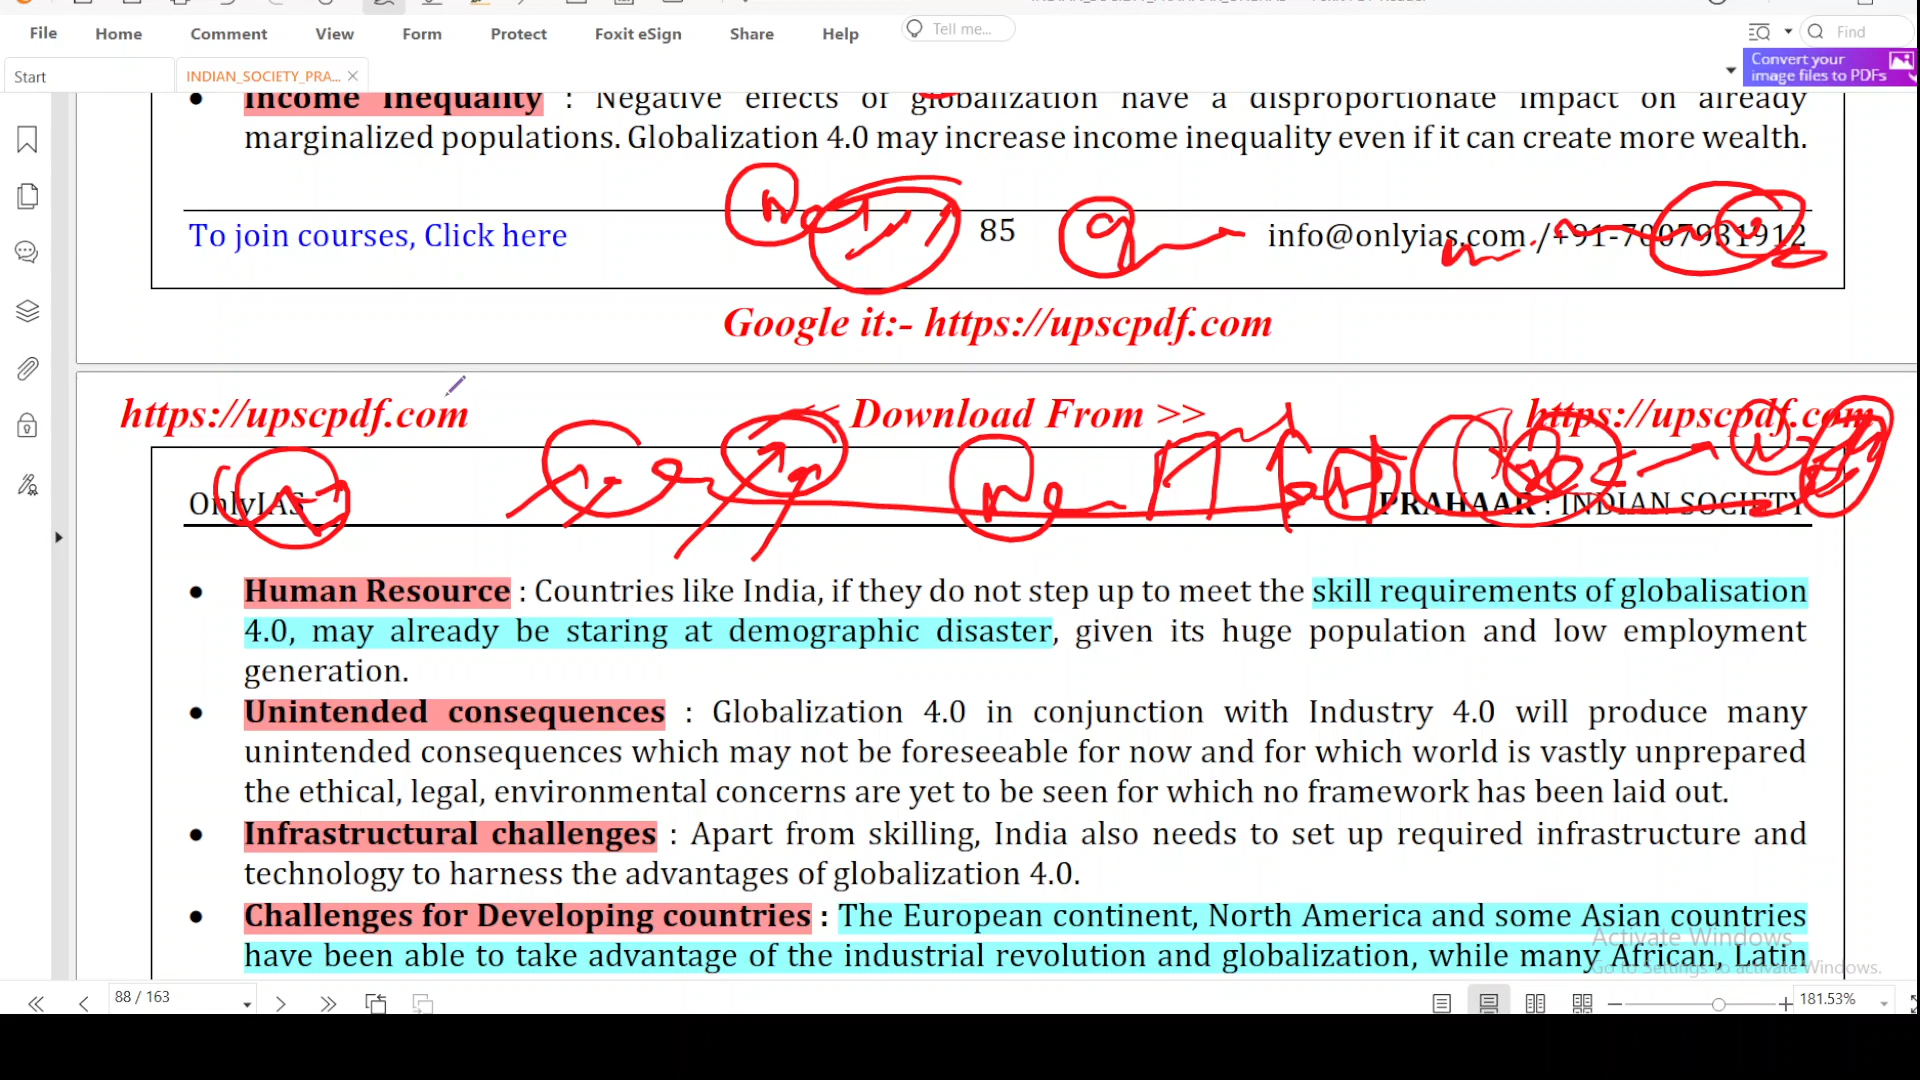 File Home Comment View Form Protect Foxit eSign Share Help Tell me... Find
Start INDIAN_SOCIETY_PRA... Convert your
image files to PDFs
Income Inequality : Negative effects of globalization have a disproportionate impact on already
marginalized populations. Globalization 4.0 may increase income inequality even if it can create more wealth.
To join courses, Click here 85 info@onlyias.com /+91-7007931912
Google it:- https://upscpdf.com
https://upscpdf.com << Download From >> https://upscpdf.com
OnlyIAS PRAHAAR : INDIAN SOCIETY
• Human Resource : Countries like India, if they do not step up to meet the skill requirements of globalisation
4.0, may already be staring at demographic disaster, given its huge population and low employment
generation.
• Unintended consequences : Globalization 4.0 in conjunction with Industry 4.0 will produce many
unintended consequences which may not be foreseeable for now and for which world is vastly unprepared
the ethical, legal, environmental concerns are yet to be seen for which no framework has been laid out.
• Infrastructural challenges : Apart from skilling, India also needs to set up required infrastructure and
technology to harness the advantages of globalization 4.0.
• Challenges for Developing countries : The European continent, North America and some Asian countries
have been able to take advantage of the industrial revolution and globalization, while many African, Latin
Activate Windows
Go to Settings to activate Windows.
88 / 163 181.53%